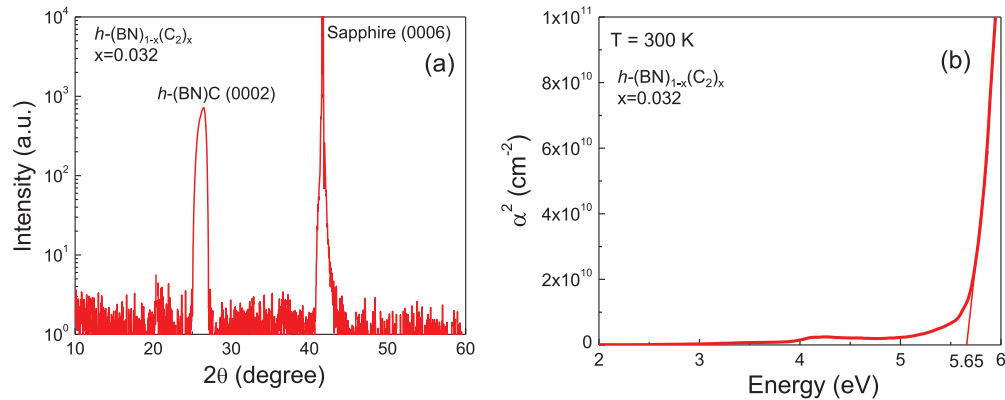 h-(BN)1-x(C2)x
x=0.032
(a)
Sapphire (0006)
h-(BN)C (0002)
Intensity (a.u.)
10^4
10^3
10^2
10^1
10^0
10 20 30 40 50 60
2θ (degree)
T = 300 K
(b)
h-(BN)1-x(C2)x
x=0.032
α^2 (cm^-2)
1x10^11
8x10^10
6x10^10
4x10^10
2x10^10
0
2 3 4 5 5.65 6
Energy (eV)